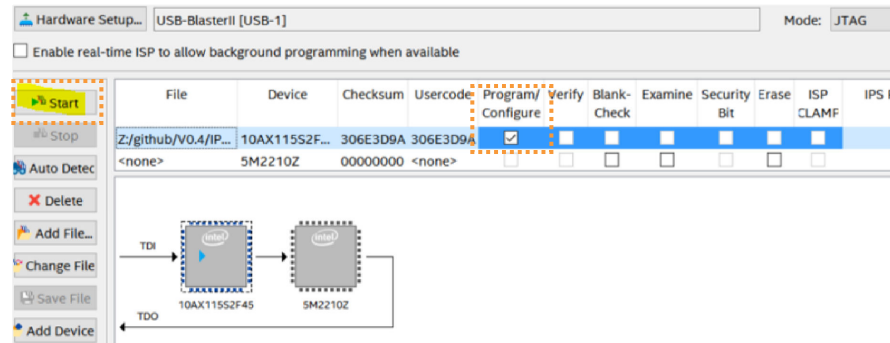 Hardware Setup... USB-BlasterII [USB-1] Mode: JTAG
Enable real-time ISP to allow background programming when available
Start
Stop
Auto Detec
Delete
Add File...
Change File
Save File
Add Device
File Device Checksum Usercode Program/ Configure Verify Blank- Check Examine Security Bit Erase ISP CLAMP IPS F
Z:/github/V0.4/IP... 10AX115S2F... 306E3D9A 306E3D9A
<none> 5M2210Z 00000000 <none>
TDI
intel
intel
10AX115S2F45
5M2210Z
TDO